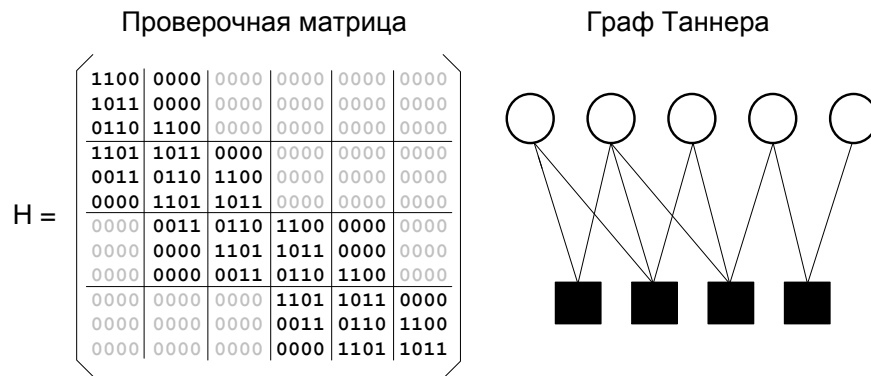 Проверочная матрица Граф Таннера
1100 0000 0000 0000 0000 0000
1011 0000 0000 0000 0000 0000
0110 1100 0000 0000 0000 0000
1101 1011 0000 0000 0000 0000
0011 0110 1100 0000 0000 0000
0000 1101 1011 0000 0000 0000
H =
0000 0011 0110 1100 0000 0000
0000 0000 1101 1011 0000 0000
0000 0000 0011 0110 1100 0000
0000 0000 0000 1101 1011 0000
0000 0000 0000 0011 0110 1100
0000 0000 0000 0000 1101 1011